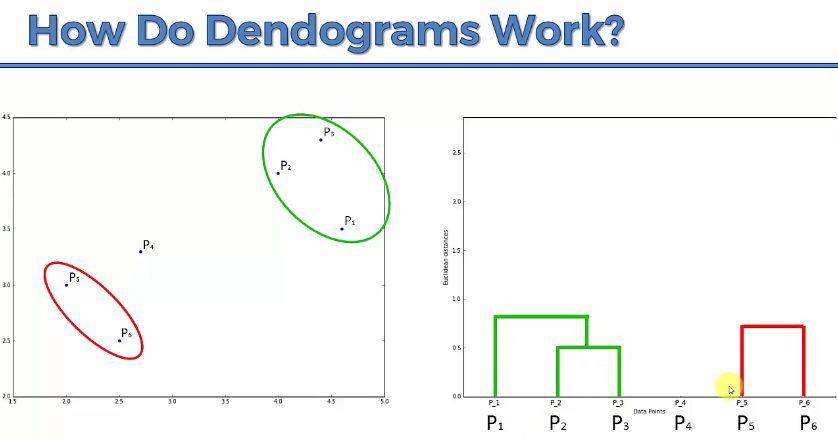 How Do Dendograms Work?
4.5
4.0
3.5
3.0
2.5
2.0
1.5 2.0 2.5 3.0 3.5 4.0 4.5 5.0
P₃
P₂
P₁
P₄
P₅
P₆
Euclidean distances
2.5
2.0
1.5
1.0
0.5
0.0
P_1 P_2 P_3 P_4 P_5 P_6
Data Points
P₁ P₂ P₃ P₄ P₅ P₆